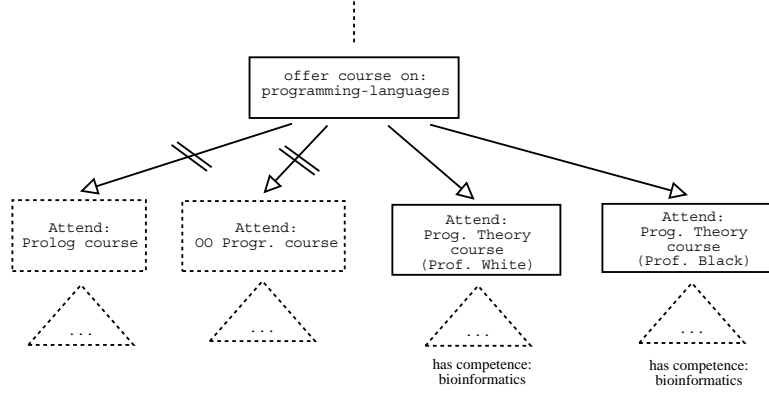 offer course on:
programming-languages
Attend:
Prolog course
Attend:
OO Progr. course
Attend:
Prog. Theory
course
(Prof. White)
Attend:
Prog. Theory
course
(Prof. Black)
...
...
...
...
has competence:
bioinformatics
has competence:
bioinformatics